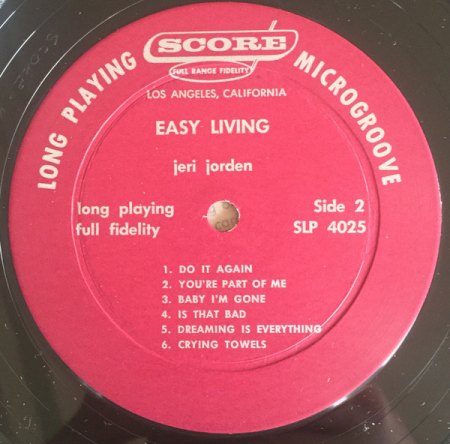 LONG PLAYING
SCORE
MICROGROOVE
FULL RANGE FIDELITY
LOS ANGELES, CALIFORNIA
EASY LIVING
jeri jorden
long playing
full fidelity
Side 2
SLP 4025
1. DO IT AGAIN
2. YOU'RE PART OF ME
3. BABY I'M GONE
4. IS THAT BAD
5. DREAMING IS EVERYTHING
6. CRYING TOWELS